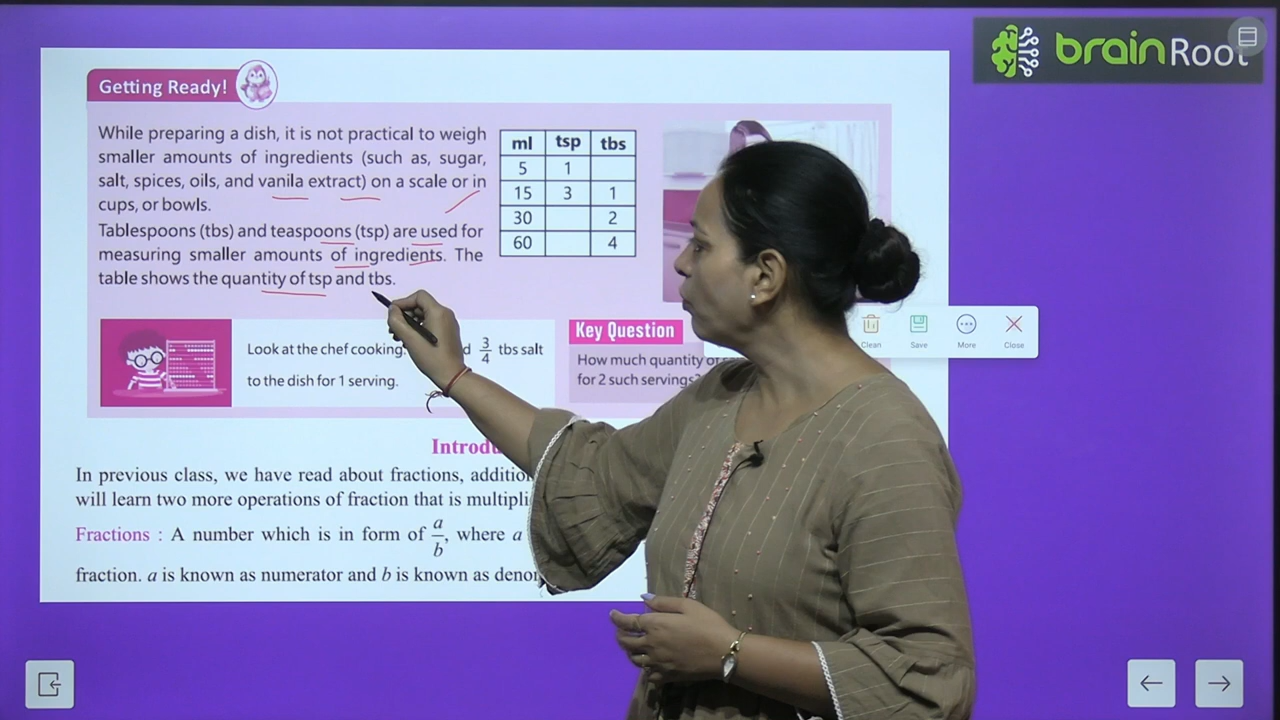 brainRoot
Getting Ready!
While preparing a dish, it is not practical to weigh
smaller amounts of ingredients (such as, sugar,
salt, spices, oils, and vanila extract) on a scale or in
cups, or bowls.
Tablespoons (tbs) and teaspoons (tsp) are used for
measuring smaller amounts of ingredients. The
table shows the quantity of tsp and tbs.
ml tsp tbs
5 1
15 3 1
30 2
60 4
Clean Save More Close
Look at the chef cooking. 3/4 tbs salt
to the dish for 1 serving.
Key Question
How much quantity of
for 2 such servings?
In previous class, we have read about fractions,
will learn two more operations of fraction that is
Fractions : A number which is in form of a/b, where a
fraction. a is known as numerator and b is known as